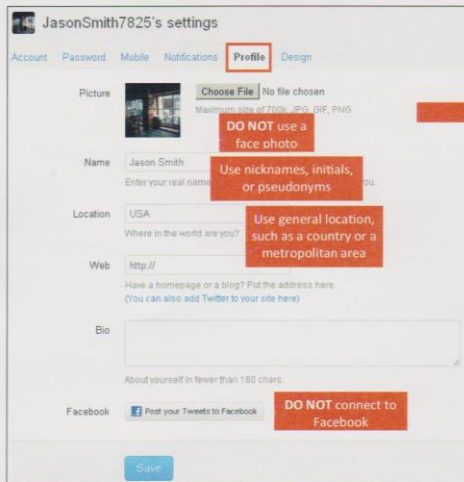 JasonSmith7825's settings
Account Password Mobile Notifications Profile Design
Picture
Choose File No file chosen
Maximum size of 700k. JPG, GIF, PNG.
DO NOT use a
face photo
Name
Jason Smith
Use nicknames, initials,
or pseudonyms
Enter your real name you.
Location
USA
Use general location,
such as a country or a
metropolitan area
Where in the world are you?
Web
http://
Have a homepage or a blog? Put the address here.
(You can also add Twitter to your site here)
Bio
About yourself in fewer than 160 chars.
Facebook
Post your Tweets to Facebook
DO NOT connect to
Facebook
Save